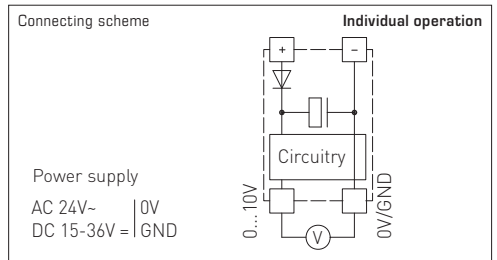 Connecting scheme
Individual operation
+
−
Circuitry
Power supply
AC 24V~ 0V
DC 15-36V = GND
0...10V
0V/GND
V